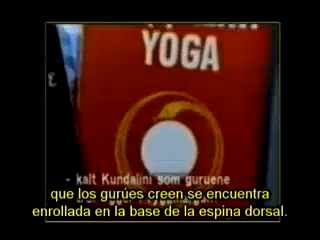 YOGA
- kalt Kundalini som guruene
que los gurúes creen se encuentra
enrollada en la base de la espina dorsal.